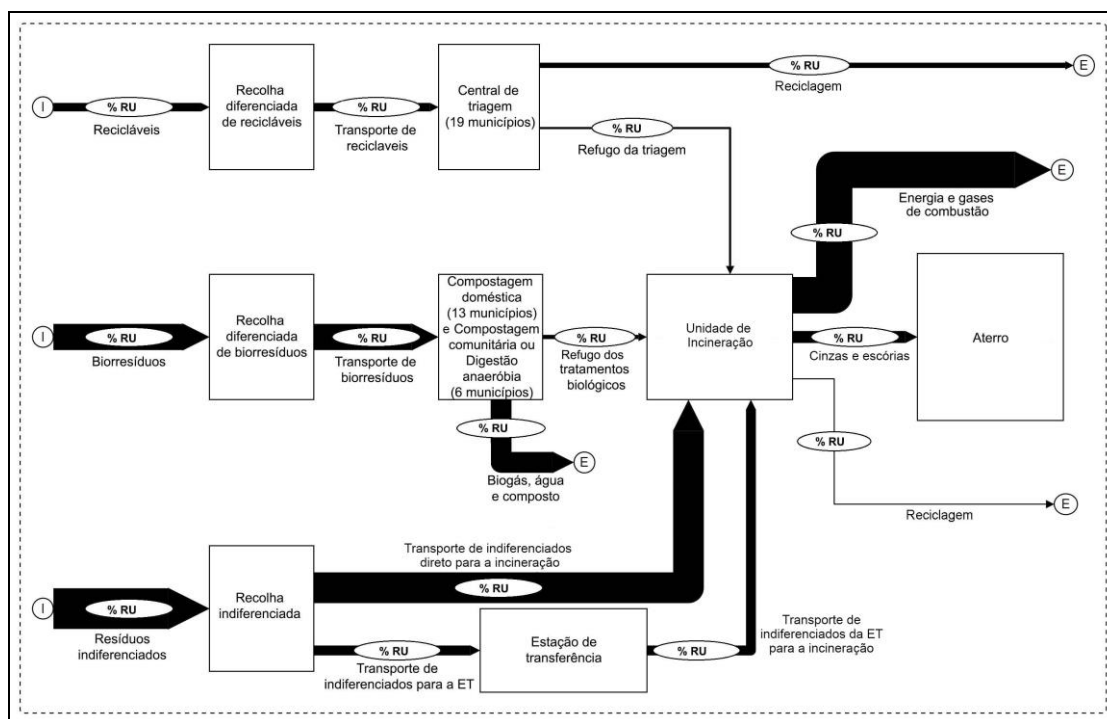 % RU
Reciclagem
E
I
% RU
Recicláveis
Recolha
diferenciada
de recicláveis
% RU
Transporte de
reciclaveis
Central de
triagem
(19 municípios)
% RU
Refugo da triagem
E
Energia e gases
de combustão
% RU
I
% RU
Biorresíduos
Recolha
diferenciada
de biorresíduos
% RU
Transporte de
biorresíduos
Compostagem
doméstica
(13 municípios)
e Compostagem
comunitária ou
Digestão
anaeróbia
(6 municípios)
% RU
Refugo dos
tratamentos
biológicos
Unidade de
Incineração
% RU
Cinzas e escórias
Aterro
% RU
E
Biogás, água
e composto
% RU
Reciclagem
E
I
% RU
Resíduos
indiferenciados
Recolha
indiferenciada
Transporte de indiferenciados
direto para a incineração
% RU
% RU
Transporte de
indiferenciados para a ET
Estação de
transferência
% RU
Transporte de
indiferenciados da ET
para a incineração